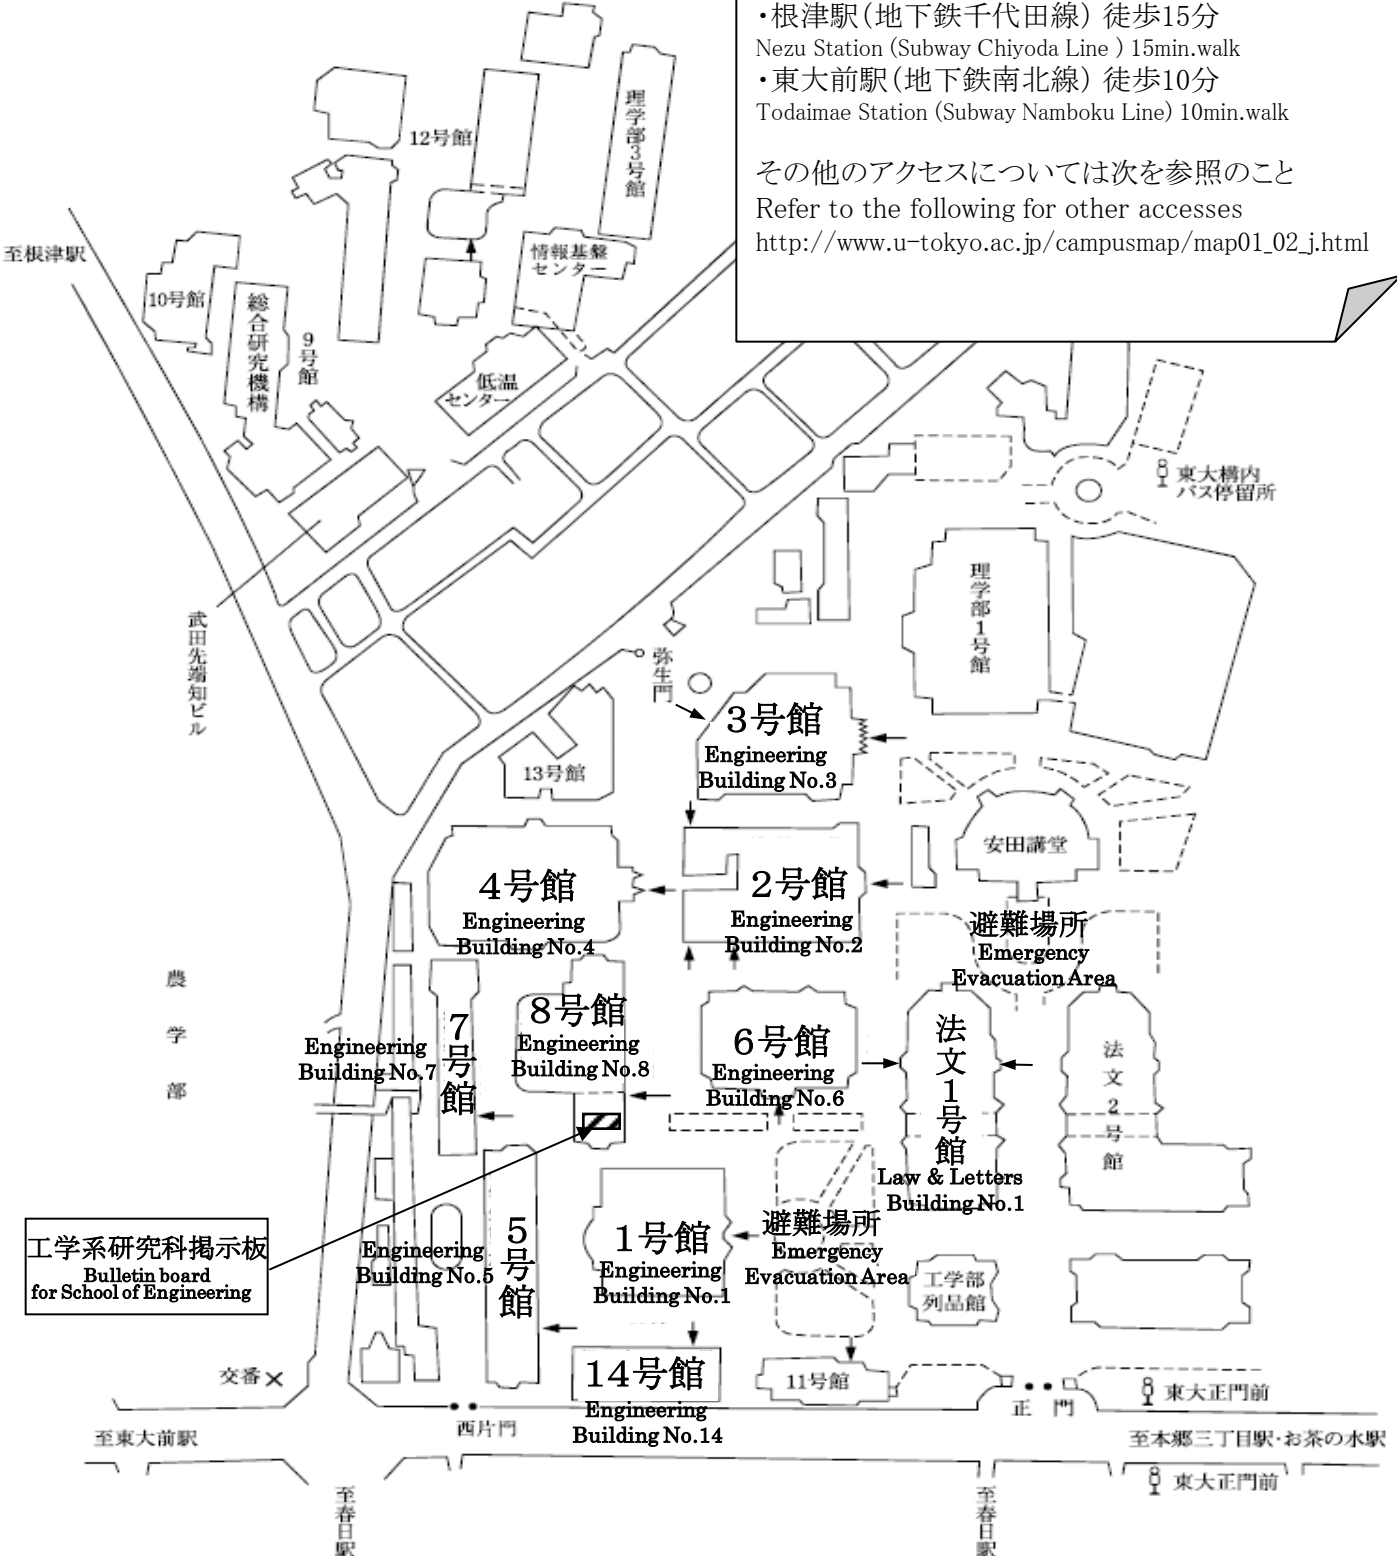 ・根津駅(地下鉄千代田線) 徒歩15分
Nezu Station (Subway Chiyoda Line ) 15min.walk
・東大前駅(地下鉄南北線) 徒歩10分
Todaimae Station (Subway Namboku Line) 10min.walk
その他のアクセスについては次を参照のこと
Refer to the following for other accesses
http://www.u-tokyo.ac.jp/campusmap/map01_02_j.html
理学部3号館
12号館
至根津駅
情報基盤
センター
10号館
総合研究機構
9号館
低温
センター
東大構内
バス停留所
理学部1号館
武田先端知ビル
弥生門
3号館
Engineering
Building No.3
13号館
安田講堂
4号館
Engineering
Building No.4
2号館
Engineering
Building No.2
避難場所
Emergency
Evacuation Area
農学部
7号館
Engineering
Building No.7
8号館
Engineering
Building No.8
6号館
Engineering
Building No.6
法文1号館
Law & Letters
Building No.1
法文2号館
工学系研究科掲示板
Bulletin board
for School of Engineering
5号館
Engineering
Building No.5
1号館
Engineering
Building No.1
避難場所
Emergency
Evacuation Area
工学部
列品館
交番
14号館
Engineering
Building No.14
11号館
正門
東大正門前
至東大前駅
西片門
至本郷三丁目駅・お茶の水駅
東大正門前
至春日駅
至春日駅